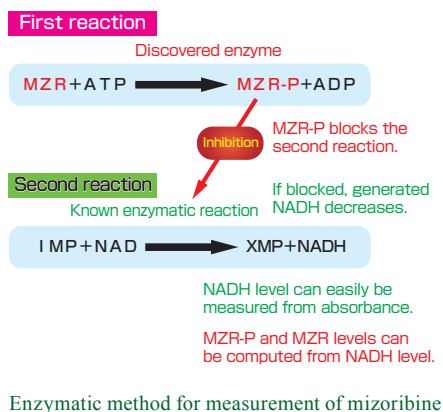 First reaction
Discovered enzyme
MZR+ATP → MZR-P+ADP
Inhibition
MZR-P blocks the
second reaction.
Second reaction
If blocked, generated
NADH decreases.
Known enzymatic reaction
IMP+NAD → XMP+NADH
NADH level can easily be
measured from absorbance.
MZR-P and MZR levels can
be computed from NADH level.
Enzymatic method for measurement of mizoribine